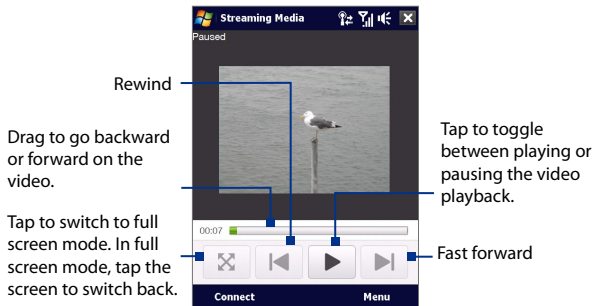 Streaming Media
Paused
Rewind
Drag to go backward
or forward on the
video.
Tap to switch to full
screen mode. In full
screen mode, tap the
screen to switch back.
Tap to toggle
between playing or
pausing the video
playback.
Fast forward
00:07
Connect
Menu